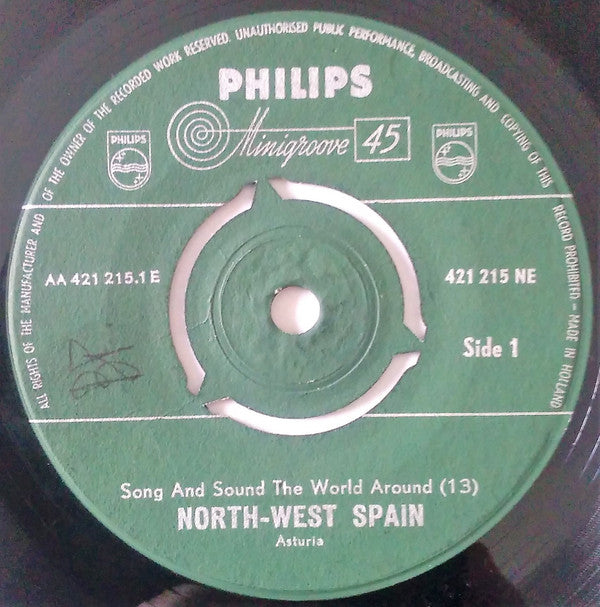 ALL RIGHTS OF THE MANUFACTURER AND OF THE OWNER OF THE RECORDED WORK RESERVED. UNAUTHORISED PUBLIC PERFORMANCE, BROADCASTING AND COPYING OF THIS RECORD PROHIBITED - MADE IN HOLLAND
PHILIPS
Minigroove 45
PHILIPS
PHILIPS
AA 421 215.1 E
421 215 NE
Side 1
Song And Sound The World Around (13)
NORTH-WEST SPAIN
Asturia